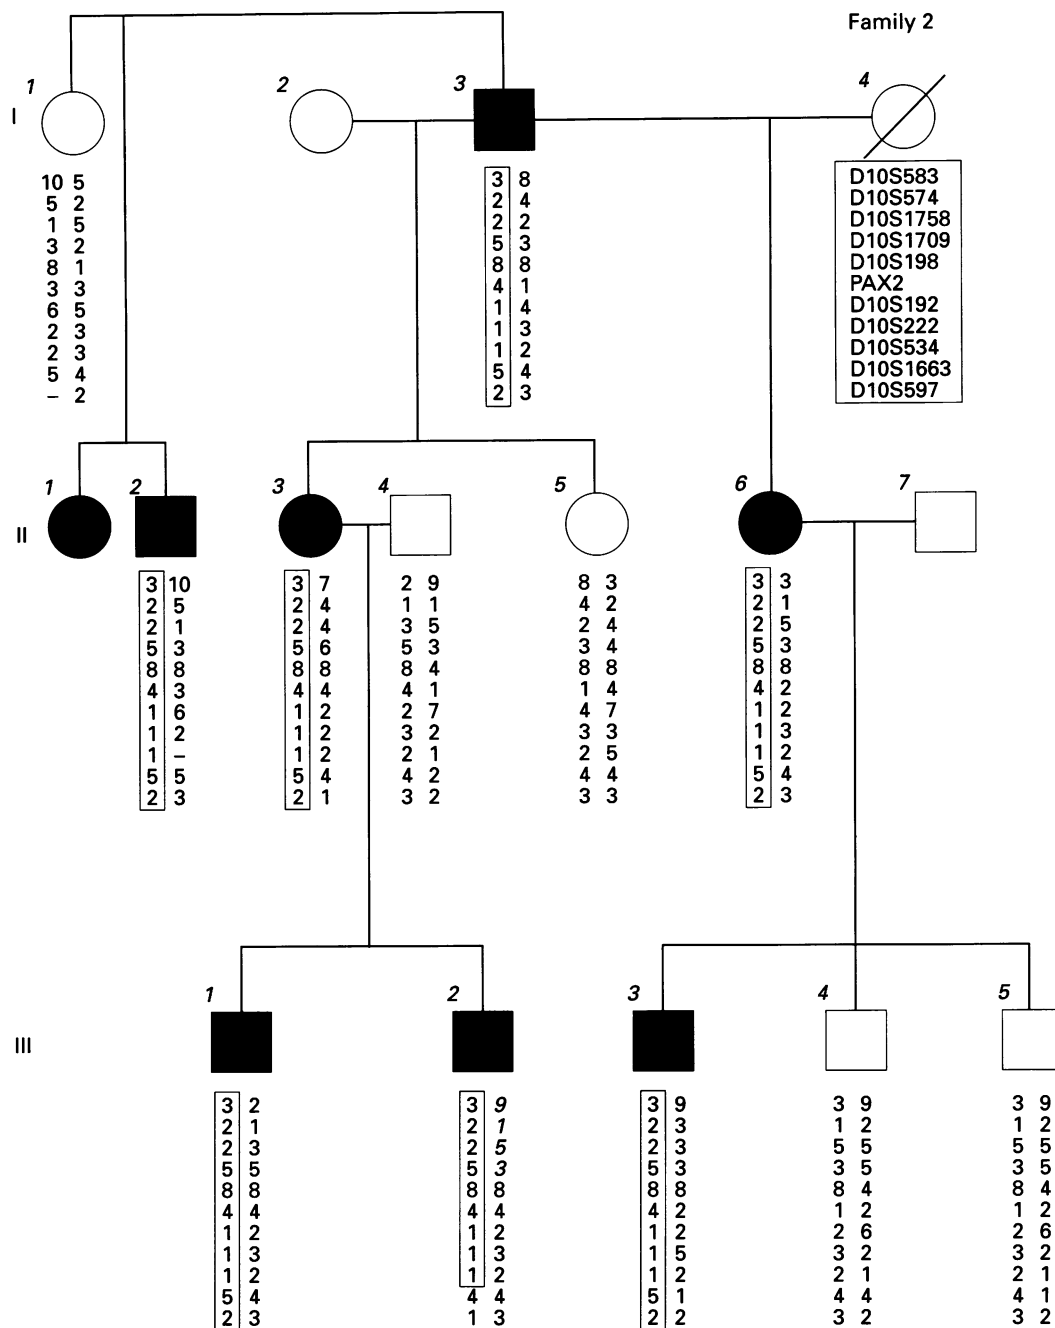 Family 2
I
1 2 3 4
10 5 3 8 D10S583
5 2 2 4 D10S574
1 5 2 2 D10S1758
3 2 5 3 D10S1709
8 1 8 8 D10S198
3 3 4 1 PAX2
6 5 1 4 D10S192
2 3 1 3 D10S222
2 3 1 2 D10S534
5 4 5 4 D10S1663
– 2 2 3 D10S597
II
1 2 3 4 5 6 7
3 10 3 7 2 9 8 3 3 3
2 5 2 4 1 1 4 2 2 1
2 1 2 4 3 5 2 4 2 5
5 3 5 6 5 3 3 4 5 3
8 8 8 8 8 4 8 8 8 8
4 3 4 4 4 1 1 4 4 2
1 6 1 2 2 7 4 7 1 2
1 2 1 2 3 2 3 3 1 3
1 – 1 2 2 1 2 5 1 2
5 5 5 4 4 2 4 4 5 4
2 3 2 1 3 2 3 3 2 3
III
1 2 3 4 5
3 2 3 9 3 9 3 9 3 9
2 1 2 1 2 3 1 2 1 2
2 3 2 5 2 3 5 5 5 5
5 5 5 3 5 3 3 5 3 5
8 8 8 8 8 8 8 4 8 4
4 4 4 4 4 2 1 2 1 2
1 2 1 2 1 2 2 6 2 6
1 3 1 3 1 5 3 2 3 2
1 2 1 2 1 2 2 1 2 1
5 4 4 4 5 1 4 4 4 1
2 3 1 3 2 2 3 2 3 2